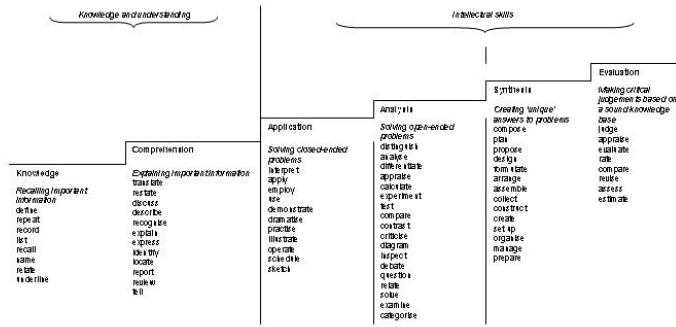 Knowledge and understanding
Intellectual skills
Knowledge
Recalling important
information
define
repeat
record
list
recall
name
relate
underline
Comprehension
Explaining important information
translate
restate
discuss
describe
recognise
explain
express
identify
locate
report
review
tell
Application
Solving closed-ended
problems
interpret
apply
employ
use
demonstrate
dramatise
practise
illustrate
operate
schedule
sketch
Analysis
Solving open-ended
problems
distinguish
analyse
differentiate
appraise
calculate
experiment
test
compare
contrast
criticise
diagram
inspect
debate
question
relate
solve
examine
categorise
Synthesis
Creating 'unique'
answers to problems
compose
plan
propose
design
formulate
arrange
assemble
collect
construct
create
set up
organise
manage
prepare
Evaluation
Making critical
judgements based on
a sound knowledge
base
judge
appraise
evaluate
rate
compare
revise
assess
estimate